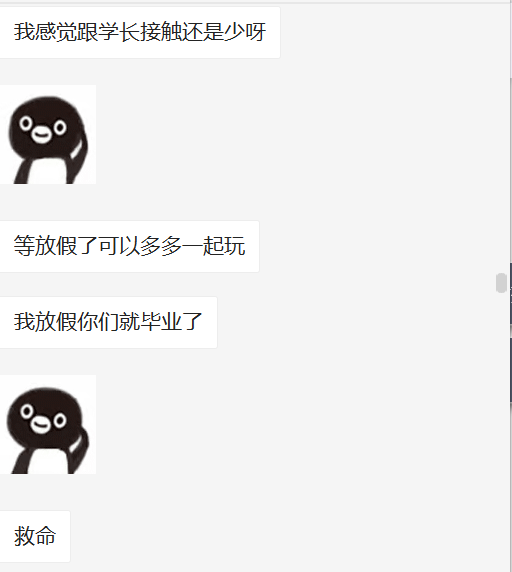 我感觉跟学长接触还是少呀
等放假了可以多多一起玩
我放假你们就毕业了
救命